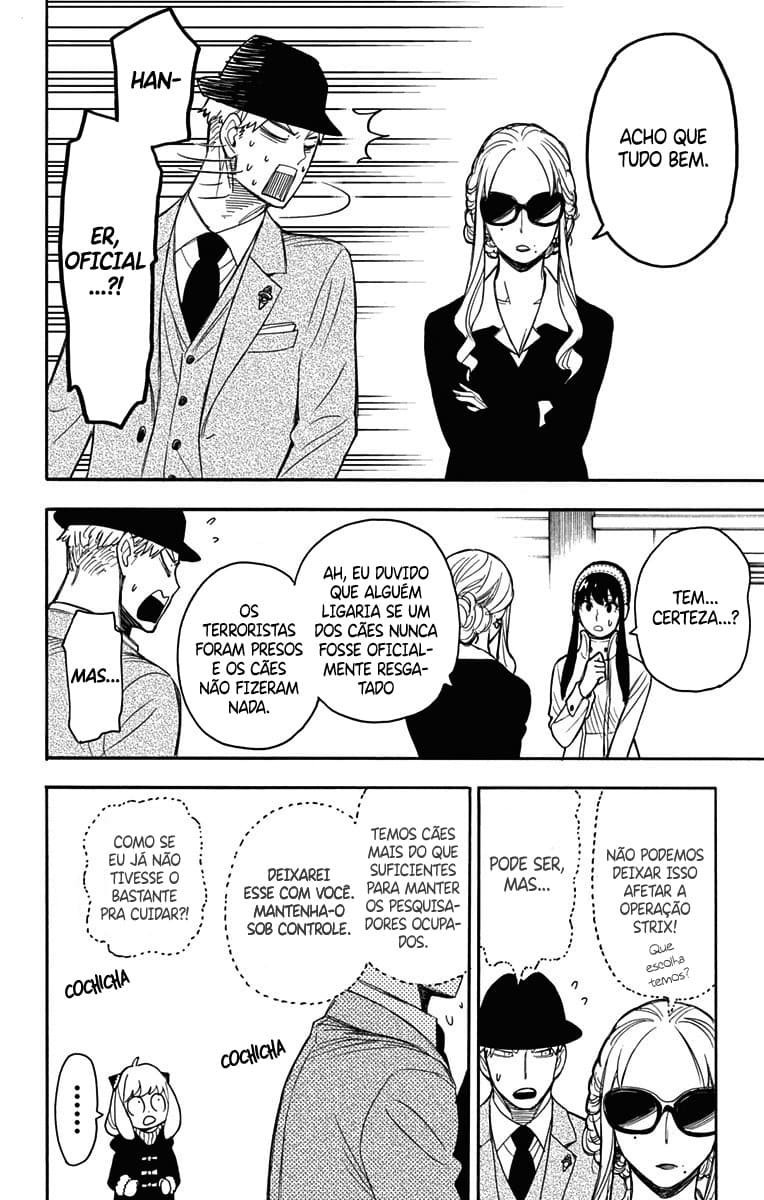 ACHO QUE
TUDO BEM.
HAN-
ER,
OFICIAL
...?!
TEM...
CERTEZA...?
AH, EU DUVIDO
QUE ALGUÉM
LIGARIA SE UM
DOS CÃES NUNCA
FOSSE OFICIAL-
MENTE RESGA-
TADO
OS
TERRORISTAS
FORAM PRESOS
E OS CÃES
NÃO FIZERAM
NADA.
MAS...
NÃO PODEMOS
DEIXAR ISSO
AFETAR A
OPERAÇÃO
STRIX!
Que
escolha
temos?
PODE SER,
MAS...
TEMOS CÃES
MAIS DO QUE
SUFICIENTES
PARA MANTER
OS PESQUISA-
DORES OCUPA-
DOS.
DEIXAREI
ESSE COM VOCÊ.
MANTENHA-O
SOB CONTROLE.
COCHICHA
COMO SE
EU JÁ NÃO
TIVESSE O
BASTANTE
PRA CUIDAR?!
COCHICHA
......